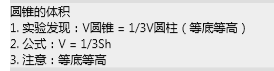 圆锥的体积
1. 实验发现：V圆锥 = 1/3V圆柱（等底等高）
2. 公式：V = 1/3Sh
3. 注意：等底等高